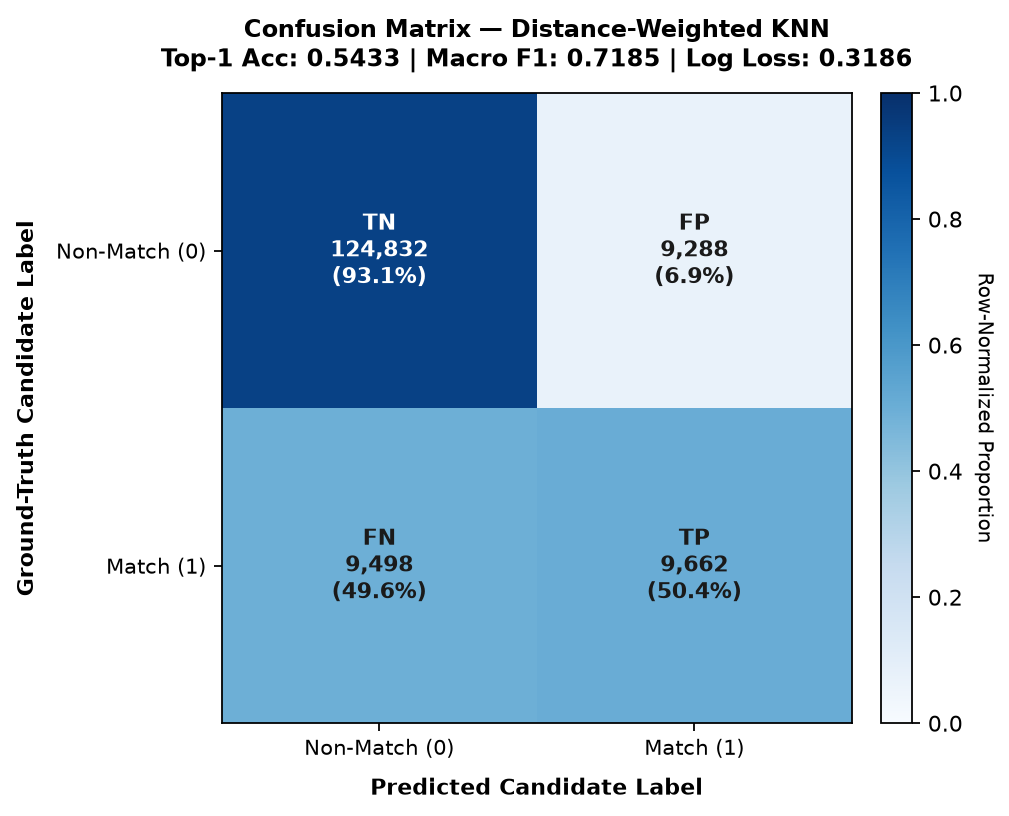 Confusion Matrix — Distance-Weighted KNN
Top-1 Acc: 0.5433 | Macro F1: 0.7185 | Log Loss: 0.3186
Ground-Truth Candidate Label
Non-Match (0)
Match (1)
TN
124,832
(93.1%)
FP
9,288
(6.9%)
FN
9,498
(49.6%)
TP
9,662
(50.4%)
Non-Match (0)
Match (1)
Predicted Candidate Label
1.0
0.8
0.6
0.4
0.2
0.0
Row-Normalized Proportion